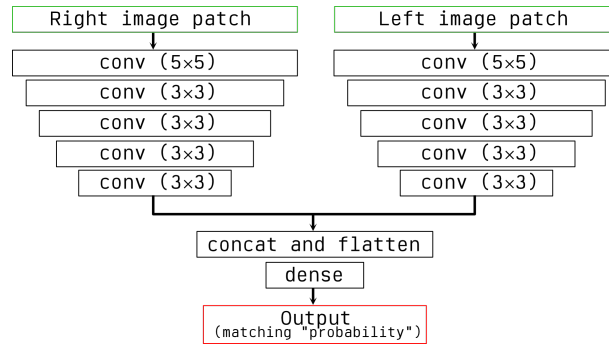 Right image patch
conv (5×5)
conv (3×3)
conv (3×3)
conv (3×3)
conv (3×3)
Left image patch
conv (5×5)
conv (3×3)
conv (3×3)
conv (3×3)
conv (3×3)
concat and flatten
dense
Output
(matching "probability")